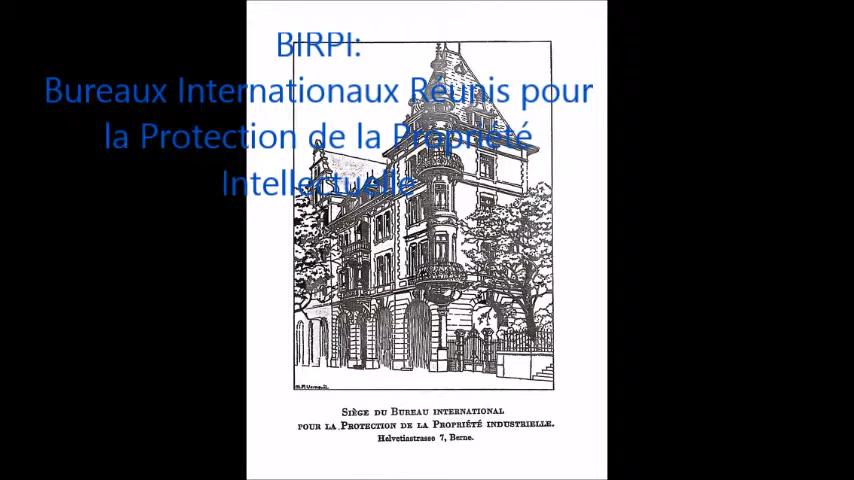 BIRPI:
Bureaux Internationaux Réunis pour
la Protection de la Propriété
Intellectuelle
M.P. Verneuil.
SIÈGE DU BUREAU INTERNATIONAL
POUR LA PROTECTION DE LA PROPRIÉTÉ INDUSTRIELLE.
Helvetiastrasse 7, Berne.